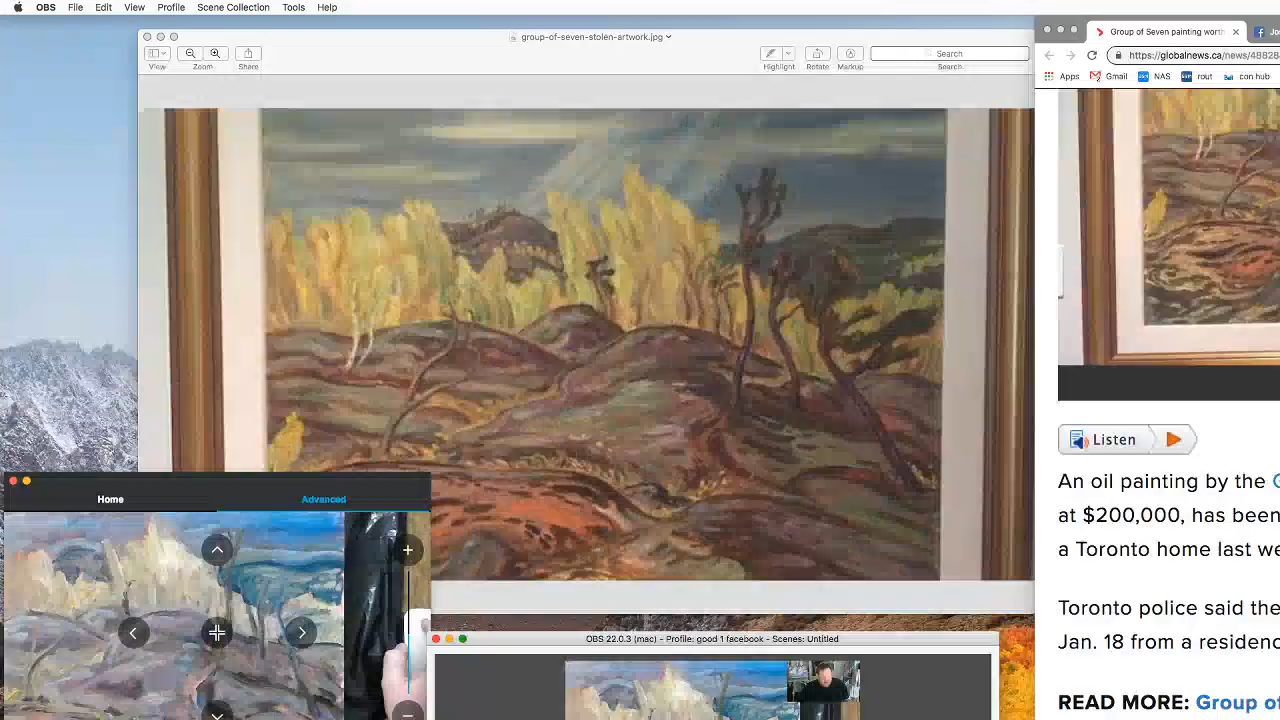 OBS File Edit View Profile Scene Collection Tools Help
group-of-seven-stolen-artwork.jpg
View Zoom Share Highlight Rotate Markup Search
Search
Group of Seven painting worth
https://globalnews.ca/news/48828
Apps Gmail NAS rout con hub
Listen
An oil painting by the
at $200,000, has been
a Toronto home last we
Toronto police said the
Jan. 18 from a residenc
READ MORE: Group of
Home Advanced
OBS 22.0.3 (mac) - Profile: good 1 facebook - Scenes: Untitled